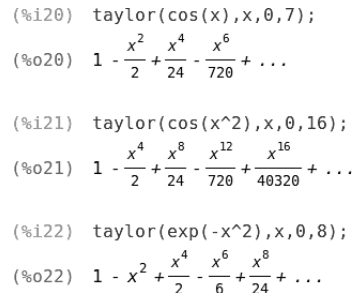 (%i20) taylor(cos(x),x,0,7);
(%o20) 1 - x^2/2 + x^4/24 - x^6/720 + ...
(%i21) taylor(cos(x^2),x,0,16);
(%o21) 1 - x^4/2 + x^8/24 - x^12/720 + x^16/40320 + ...
(%i22) taylor(exp(-x^2),x,0,8);
(%o22) 1 - x^2 + x^4/2 - x^6/6 + x^8/24 + ...